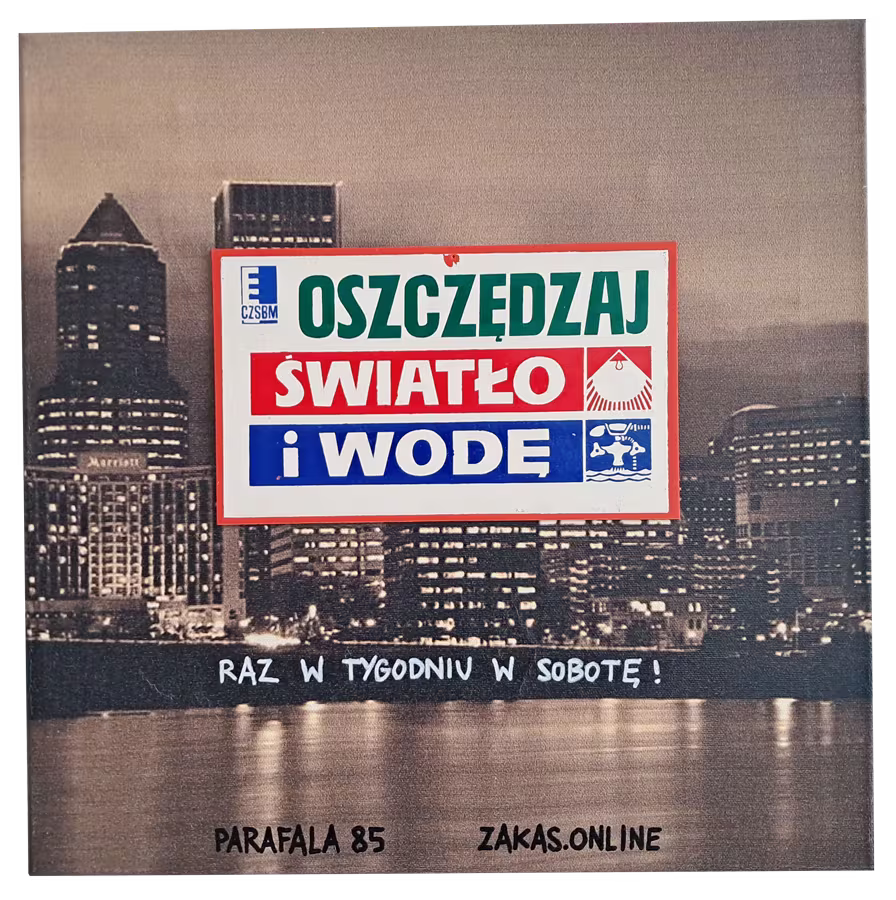 CZSBM
OSZCZĘDZAJ
ŚWIATŁO
i WODĘ
Marriott
RAZ W TYGODNIU W SOBOTĘ!
PARAFALA 85 ZAKAS.ONLINE